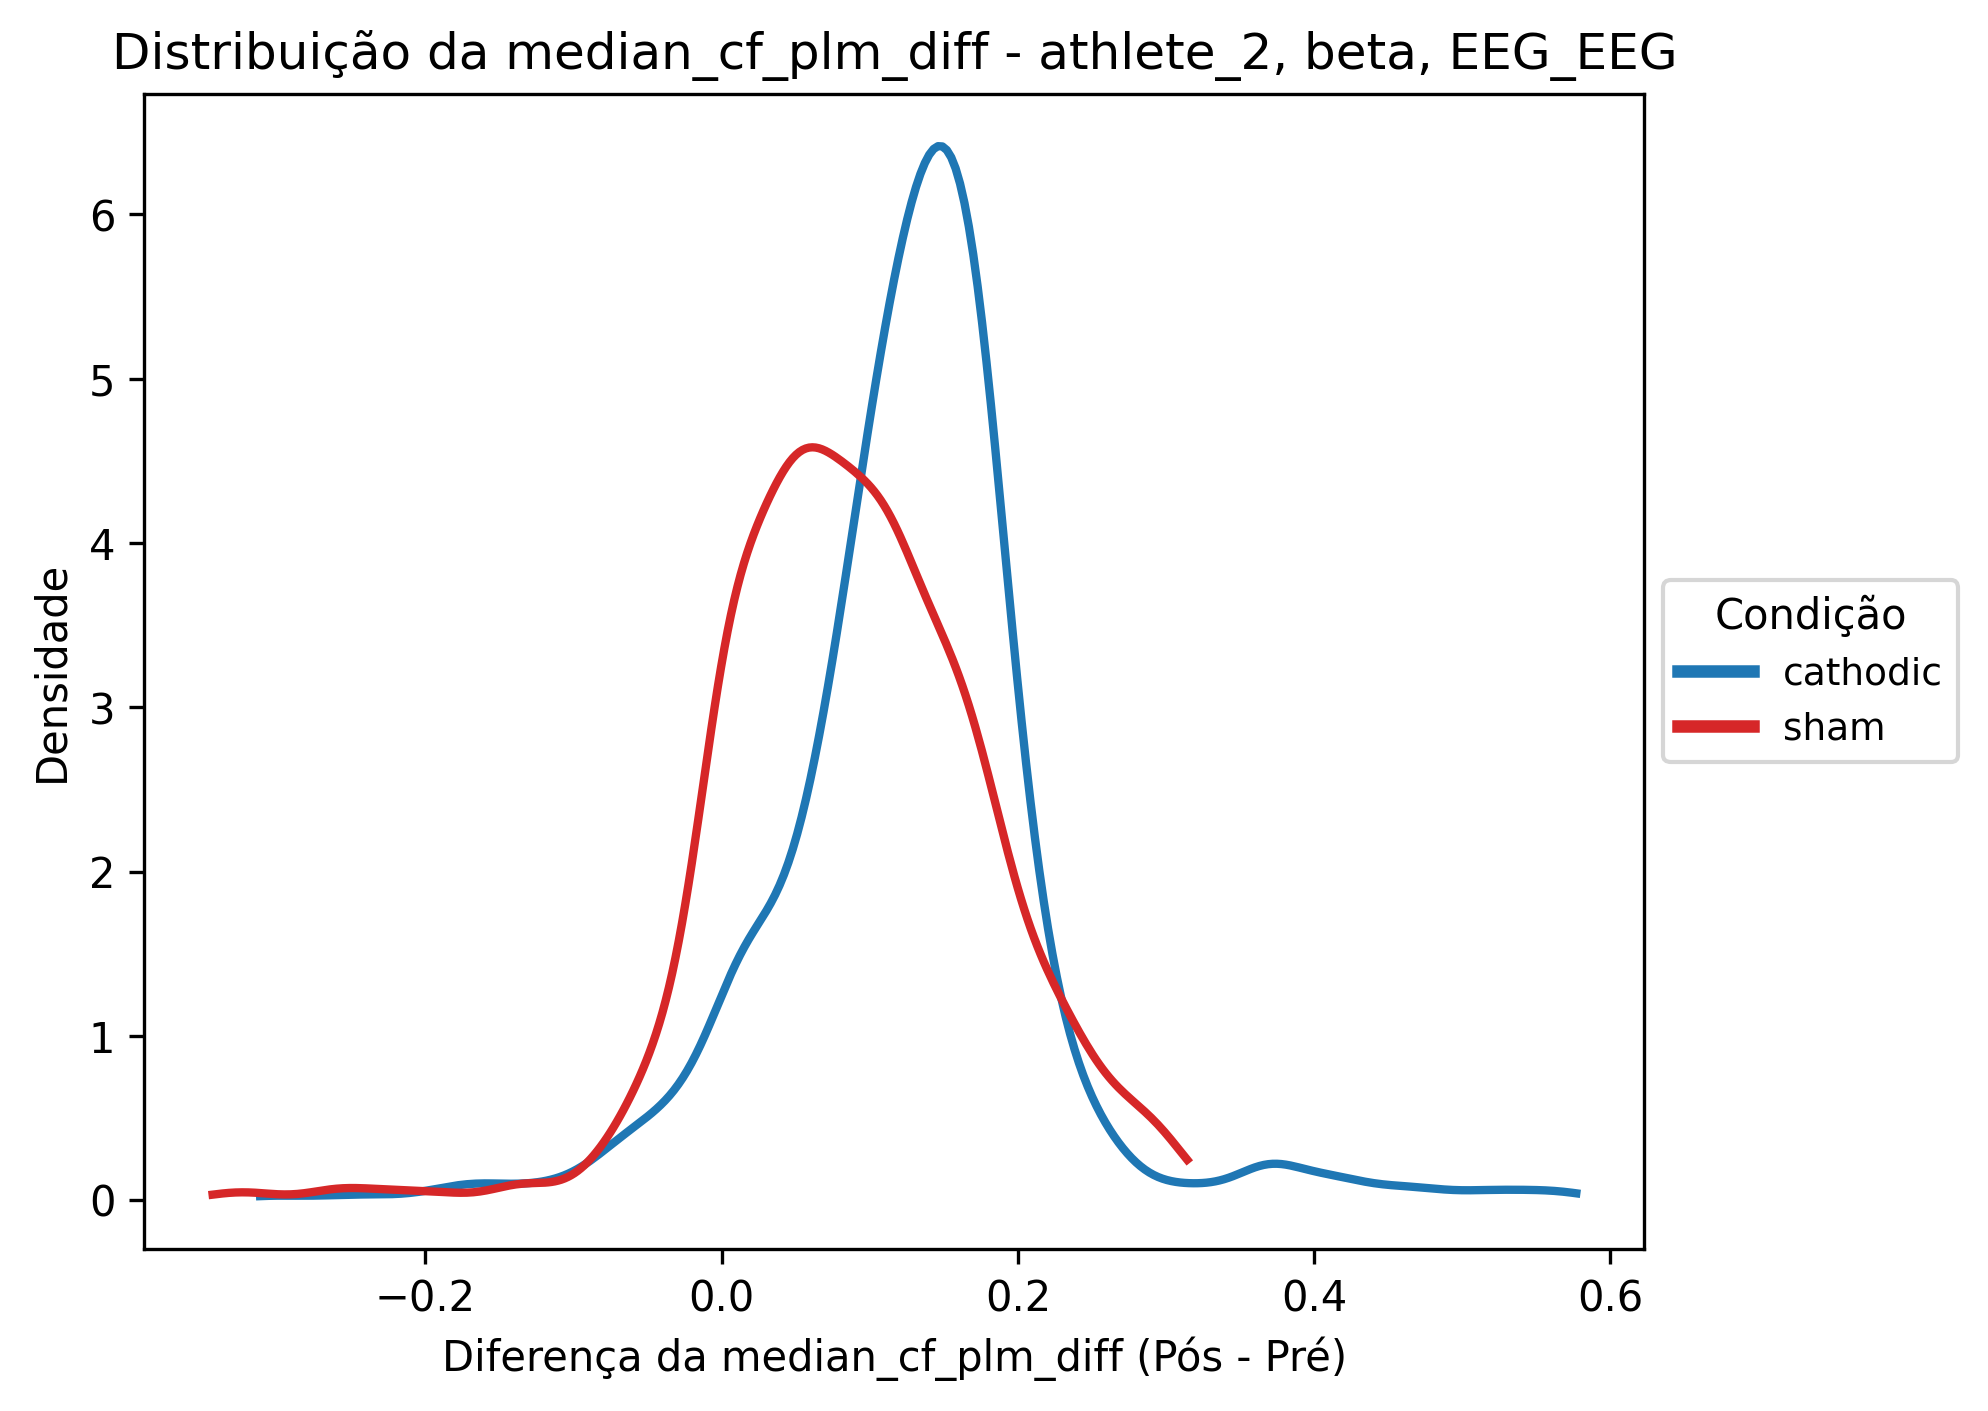 Distribuição da median_cf_plm_diff - athlete_2, beta, EEG_EEG
Densidade
6
5
4
3
2
1
0
−0.2
0.0
0.2
0.4
0.6
Diferença da median_cf_plm_diff (Pós - Pré)
Condição
cathodic
sham